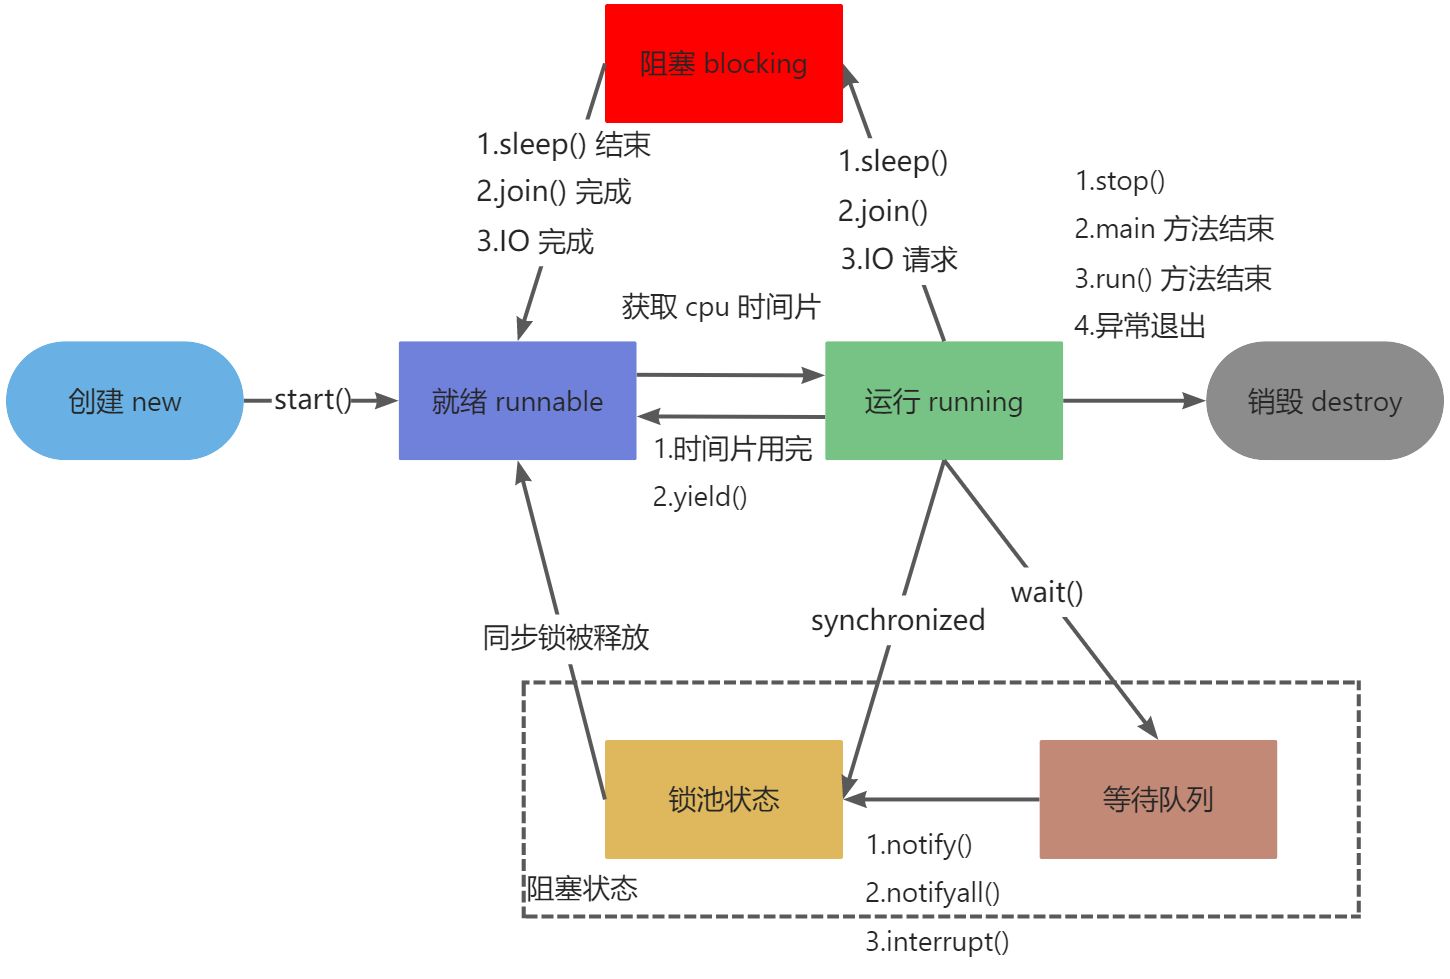 阻塞 blocking
1.sleep() 结束
2.join() 完成
3.IO 完成
1.sleep()
2.join()
3.IO 请求
1.stop()
2.main 方法结束
3.run() 方法结束
4.异常退出
获取 cpu 时间片
创建 new
start()
就绪 runnable
运行 running
销毁 destroy
1.时间片用完
2.yield()
同步锁被释放
synchronized
wait()
锁池状态
等待队列
1.notify()
2.notifyall()
3.interrupt()
阻塞状态